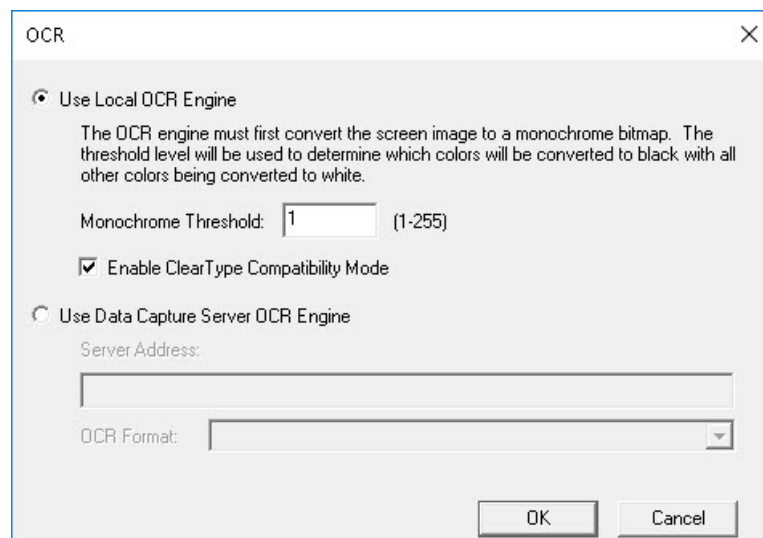 OCR
Use Local OCR Engine
The OCR engine must first convert the screen image to a monochrome bitmap. The
threshold level will be used to determine which colors will be converted to black with all
other colors being converted to white.
Monochrome Threshold: 1 (1-255)
Enable ClearType Compatibility Mode
Use Data Capture Server OCR Engine
Server Address:
OCR Format:
OK Cancel